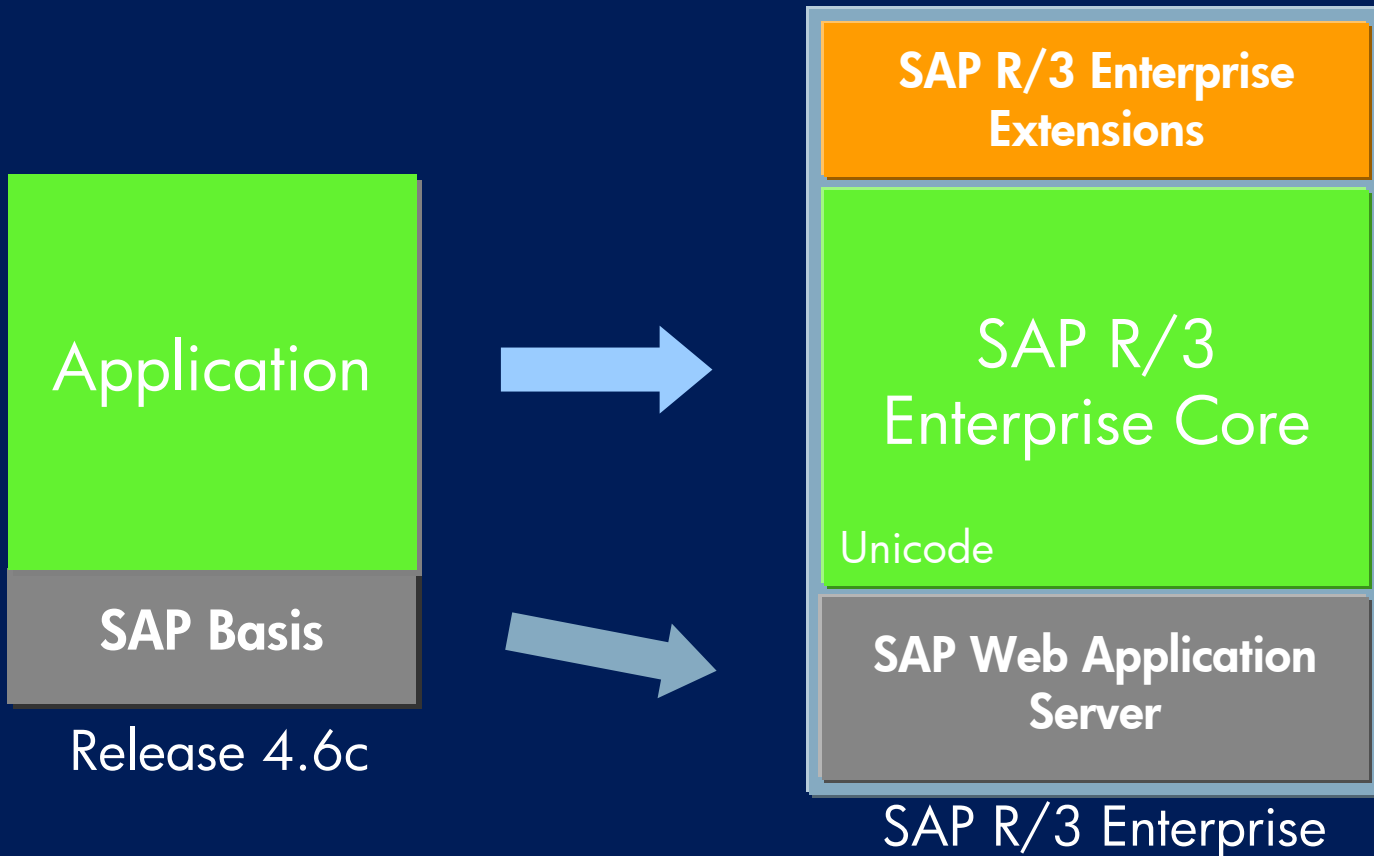 Application
SAP Basis
Release 4.6c
SAP R/3 Enterprise
Extensions
SAP R/3
Enterprise Core
Unicode
SAP Web Application
Server
SAP R/3 Enterprise